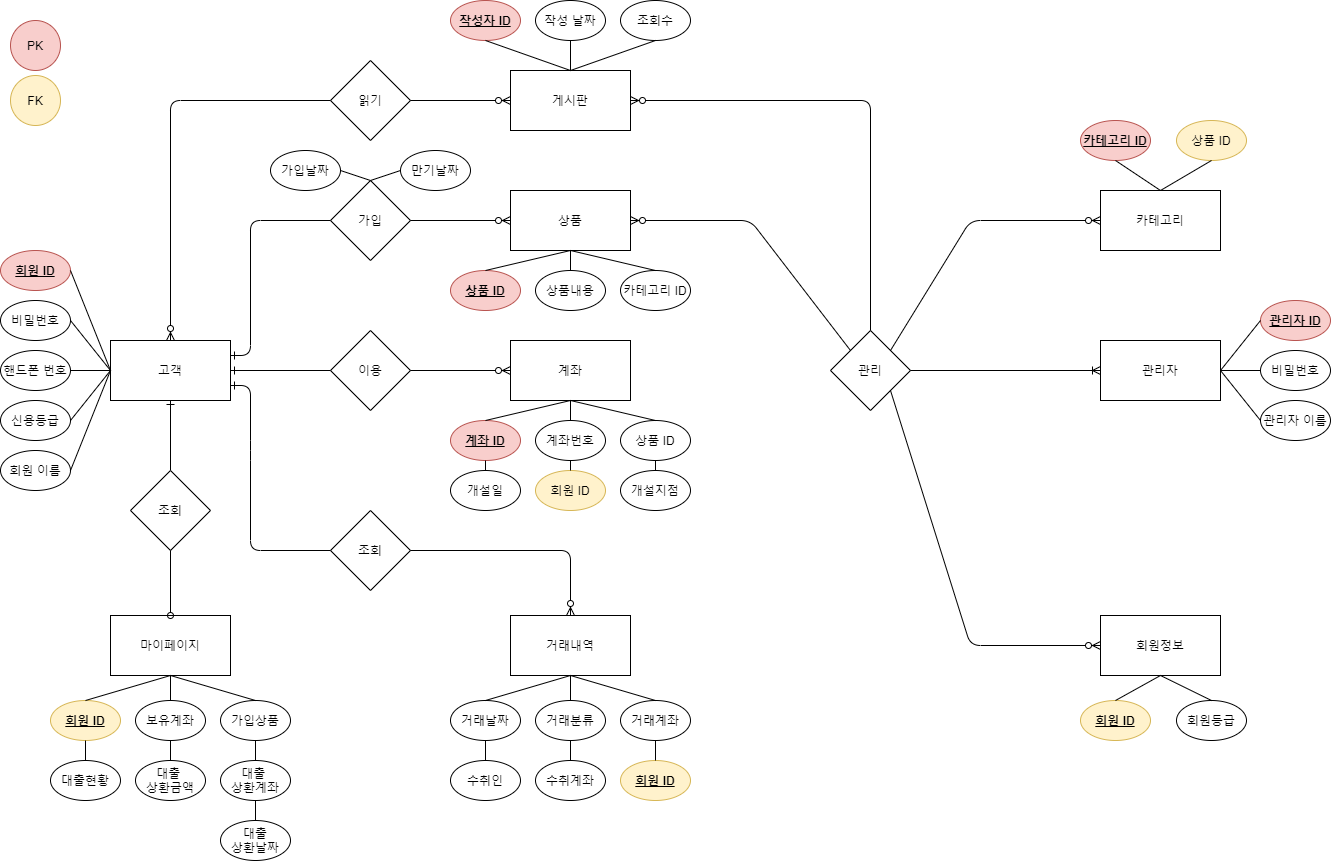 작성자 ID
작성 날짜
조회수
PK
FK
읽기
게시판
가입날짜
만기날짜
카테고리 ID
상품 ID
가입
상품
카테고리
회원 ID
상품 ID
상품내용
카테고리 ID
비밀번호
관리자 ID
핸드폰 번호
고객
이용
계좌
관리
관리자
비밀번호
신용등급
관리자 이름
회원 이름
계좌 ID
계좌번호
상품 ID
개설일
회원 ID
개설지점
조회
조회
마이페이지
거래내역
회원정보
회원 ID
보유계좌
가입상품
거래날짜
거래분류
거래계좌
회원 ID
회원등급
대출현황
대출
상환금액
대출
상환계좌
수취인
수취계좌
회원 ID
대출
상환날짜